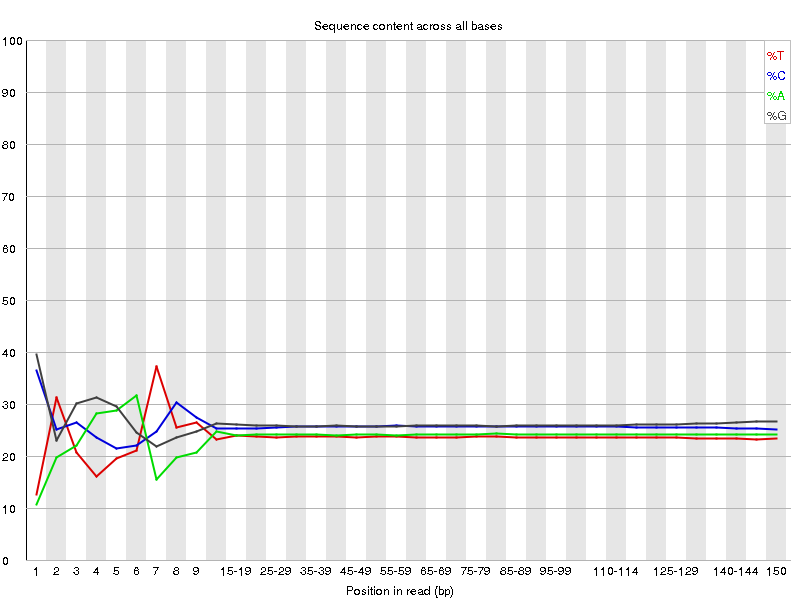 Sequence content across all bases
100
90
80
70
60
50
40
30
20
10
0
%T
%C
%A
%G
1 2 3 4 5 6 7 8 9 15-19 25-29 35-39 45-49 55-59 65-69 75-79 85-89 95-99 110-114 125-129 140-144 150
Position in read (bp)